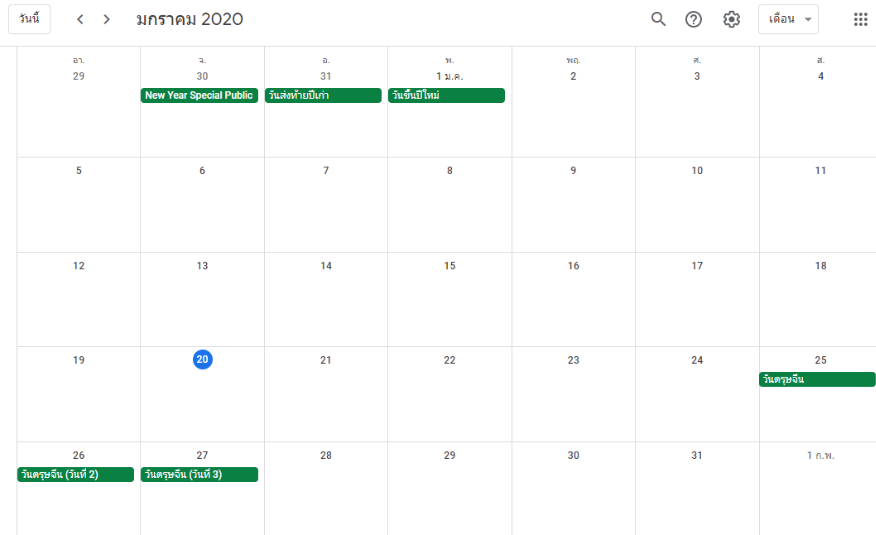 วันนี้ มกราคม 2020 เดือน
อา. จ. อ. พ. พฤ. ศ. ส.
29 30 31 1 ม.ค. 2 3 4
New Year Special Public วันส่งท้ายปีเก่า วันขึ้นปีใหม่
5 6 7 8 9 10 11
12 13 14 15 16 17 18
19 20 21 22 23 24 25
วันตรุษจีน
26 27 28 29 30 31 1 ก.พ.
วันตรุษจีน (วันที่ 2) วันตรุษจีน (วันที่ 3)